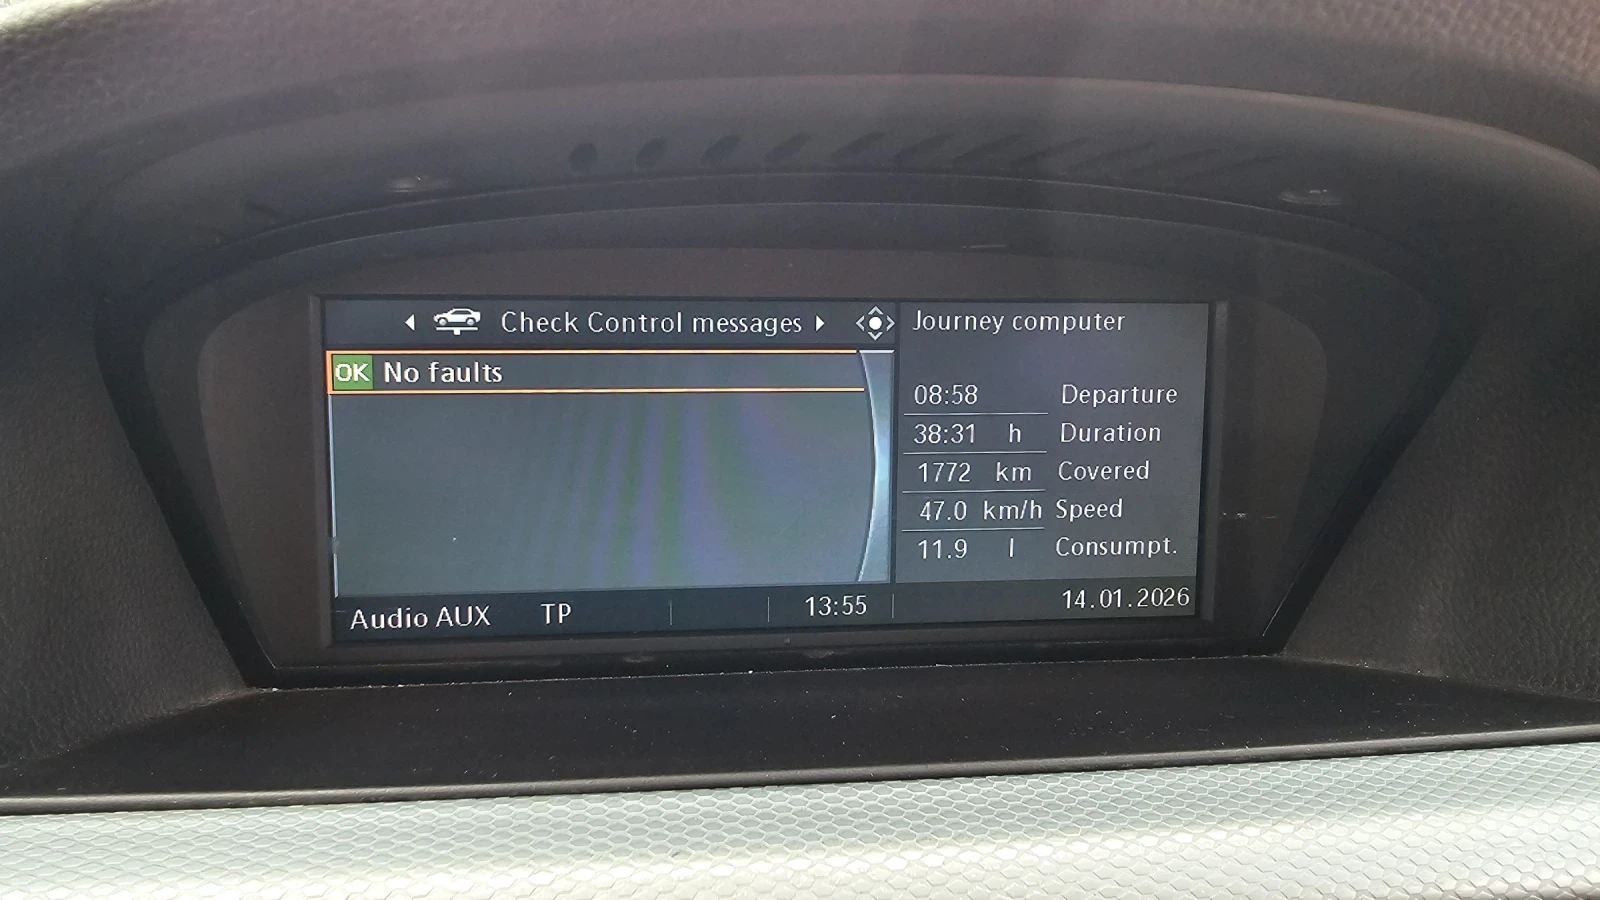 Check Control messages
OK No faults
Journey computer
08:58 Departure
38:31 h Duration
1772 km Covered
47.0 km/h Speed
11.9 l Consumpt.
Audio AUX TP 13:55 14.01.2026